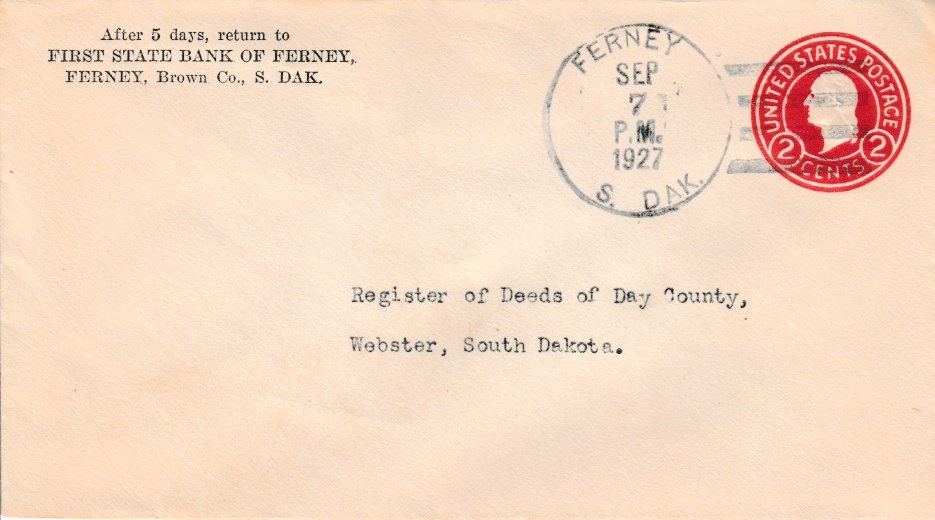 After 5 days, return to
FIRST STATE BANK OF FERNEY,
FERNEY, Brown Co., S. DAK.
FERNEY
SEP
7
P.M.
1927
S. DAK.
UNITED STATES POSTAGE
2 CENTS 2
Register of Deeds of Day County,
Webster, South Dakota.